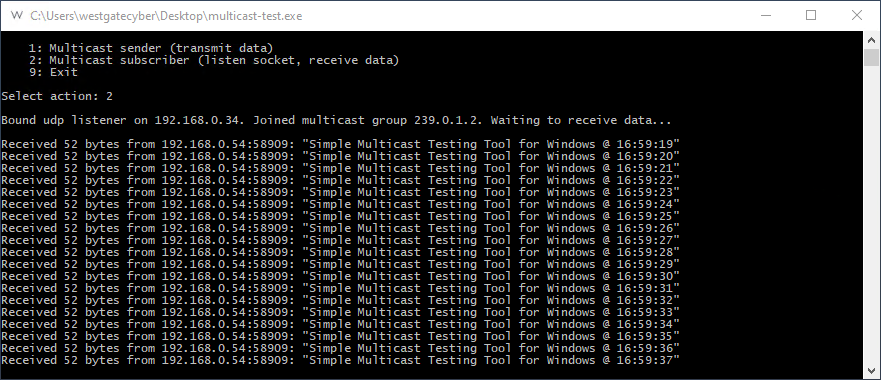 C:\Users\westgatecyber\Desktop\multicast-test.exe
1: Multicast sender (transmit data)
2: Multicast subscriber (listen socket, receive data)
9: Exit
Select action: 2
Bound udp listener on 192.168.0.34. Joined multicast group 239.0.1.2. Waiting to receive data...
Received 52 bytes from 192.168.0.54:58909: "Simple Multicast Testing Tool for Windows @ 16:59:19"
Received 52 bytes from 192.168.0.54:58909: "Simple Multicast Testing Tool for Windows @ 16:59:20"
Received 52 bytes from 192.168.0.54:58909: "Simple Multicast Testing Tool for Windows @ 16:59:21"
Received 52 bytes from 192.168.0.54:58909: "Simple Multicast Testing Tool for Windows @ 16:59:22"
Received 52 bytes from 192.168.0.54:58909: "Simple Multicast Testing Tool for Windows @ 16:59:23"
Received 52 bytes from 192.168.0.54:58909: "Simple Multicast Testing Tool for Windows @ 16:59:24"
Received 52 bytes from 192.168.0.54:58909: "Simple Multicast Testing Tool for Windows @ 16:59:25"
Received 52 bytes from 192.168.0.54:58909: "Simple Multicast Testing Tool for Windows @ 16:59:26"
Received 52 bytes from 192.168.0.54:58909: "Simple Multicast Testing Tool for Windows @ 16:59:27"
Received 52 bytes from 192.168.0.54:58909: "Simple Multicast Testing Tool for Windows @ 16:59:28"
Received 52 bytes from 192.168.0.54:58909: "Simple Multicast Testing Tool for Windows @ 16:59:29"
Received 52 bytes from 192.168.0.54:58909: "Simple Multicast Testing Tool for Windows @ 16:59:30"
Received 52 bytes from 192.168.0.54:58909: "Simple Multicast Testing Tool for Windows @ 16:59:31"
Received 52 bytes from 192.168.0.54:58909: "Simple Multicast Testing Tool for Windows @ 16:59:32"
Received 52 bytes from 192.168.0.54:58909: "Simple Multicast Testing Tool for Windows @ 16:59:33"
Received 52 bytes from 192.168.0.54:58909: "Simple Multicast Testing Tool for Windows @ 16:59:34"
Received 52 bytes from 192.168.0.54:58909: "Simple Multicast Testing Tool for Windows @ 16:59:35"
Received 52 bytes from 192.168.0.54:58909: "Simple Multicast Testing Tool for Windows @ 16:59:36"
Received 52 bytes from 192.168.0.54:58909: "Simple Multicast Testing Tool for Windows @ 16:59:37"